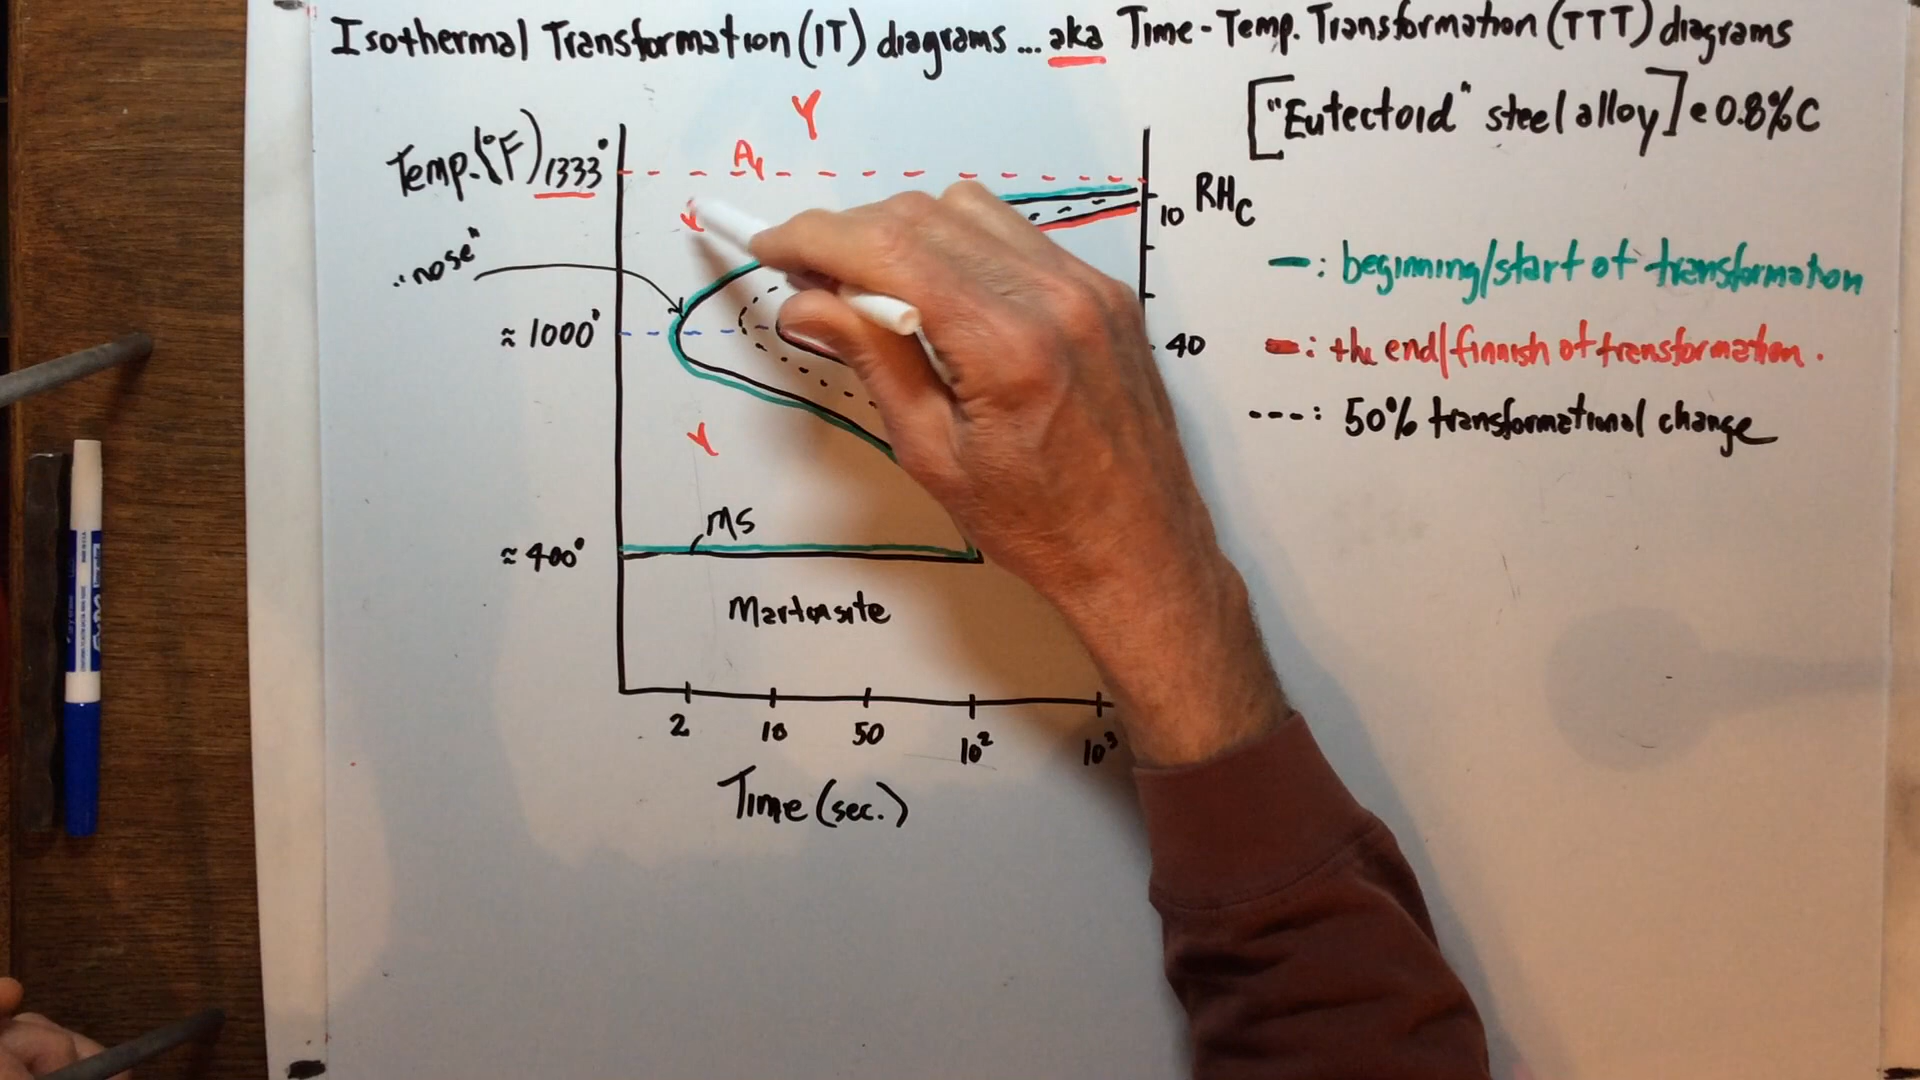 Isothermal Transformation (IT) diagrams ... aka Time-Temp. Transformation (TTT) diagrams
["Eutectoid" steel alloy] @ 0.8% C
Temp. (°F) 1333°
γ
A₁
10 RHC
γ
"nose"
≈ 1000°
40
—: beginning/start of transformation
—: the end/finnish of transformation.
---: 50% transformational change
γ
MS
≈ 400°
Martensite
2 10 50 10² 10³
Time (sec.)
EXPO